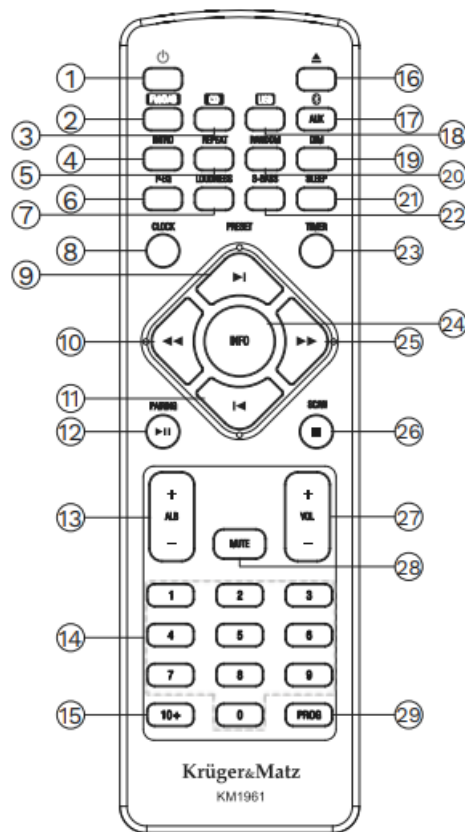 1 16
2 AUX 17
3 18
4 INTRO REPEAT RANDOM DIM 19
5 20
6 P-EQ LOUDNESS SLEEP 21
7 22
CLOCK PRESET TIMER
8 23
9
10 INFO 24
25
11
PAIRING SCAN
12 26
13 + ALB − + VOL − 27
MUTE
28
1 2 3
14 4 5 6
7 8 9
15 10+ 0 PROG 29
Krüger&Matz
KM1961